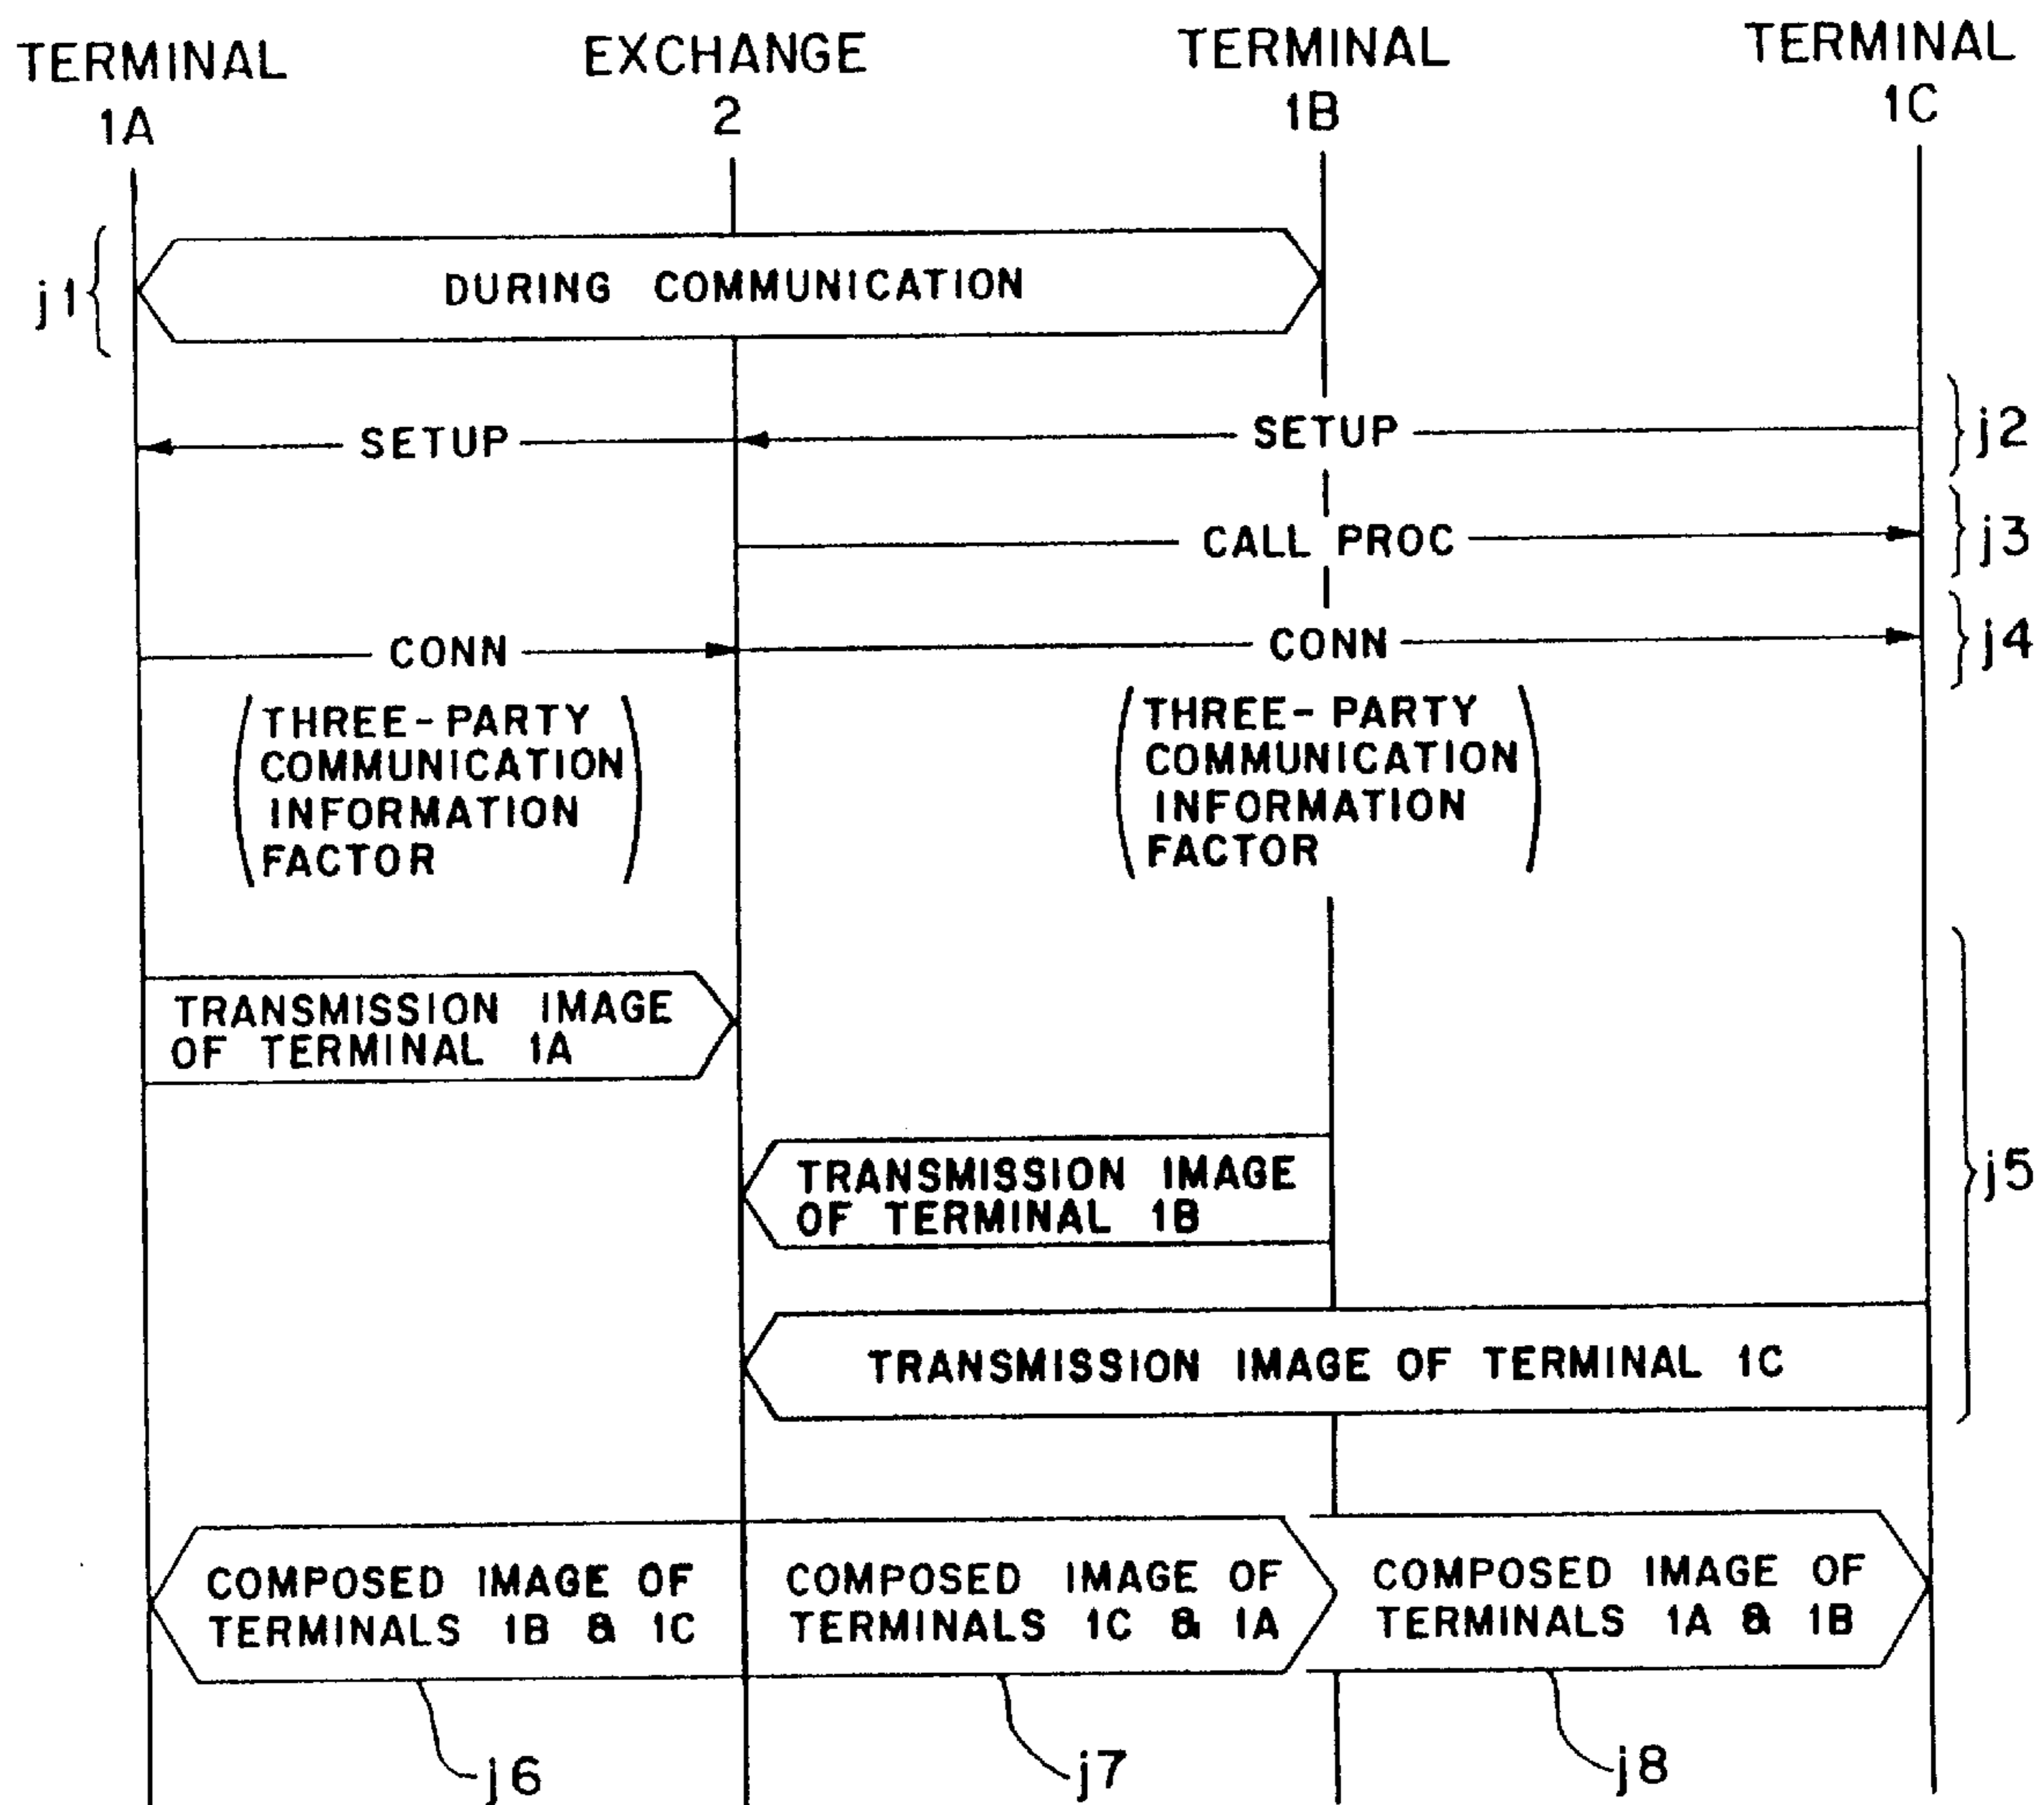 TERMINAL
1A
EXCHANGE
2
TERMINAL
1B
TERMINAL
1C
j1
DURING COMMUNICATION
SETUP
SETUP
j2
CALL PROC
j3
CONN
CONN
j4
THREE-PARTY
COMMUNICATION
INFORMATION
FACTOR
THREE-PARTY
COMMUNICATION
INFORMATION
FACTOR
TRANSMISSION IMAGE
OF TERMINAL 1A
TRANSMISSION IMAGE
OF TERMINAL 1B
j5
TRANSMISSION IMAGE OF TERMINAL 1C
COMPOSED IMAGE OF
TERMINALS 1B & 1C
COMPOSED IMAGE OF
TERMINALS 1C & 1A
COMPOSED IMAGE OF
TERMINALS 1A & 1B
j6
j7
j8